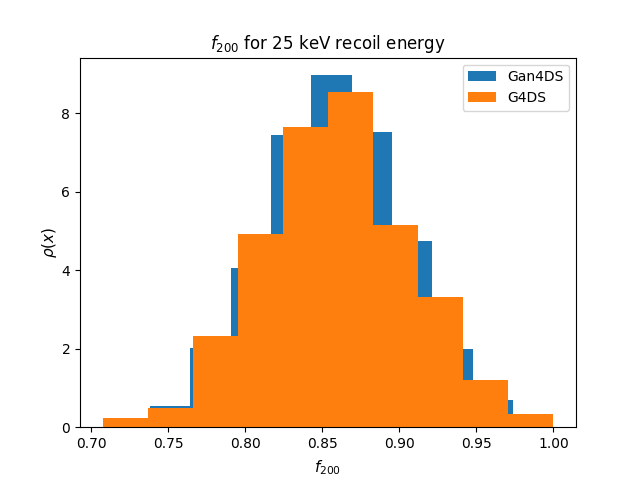 f₂₀₀ for 25 keV recoil energy
Gan4DS
G4DS
ρ(x)
8
6
4
2
0
0.70 0.75 0.80 0.85 0.90 0.95 1.00
f₂₀₀